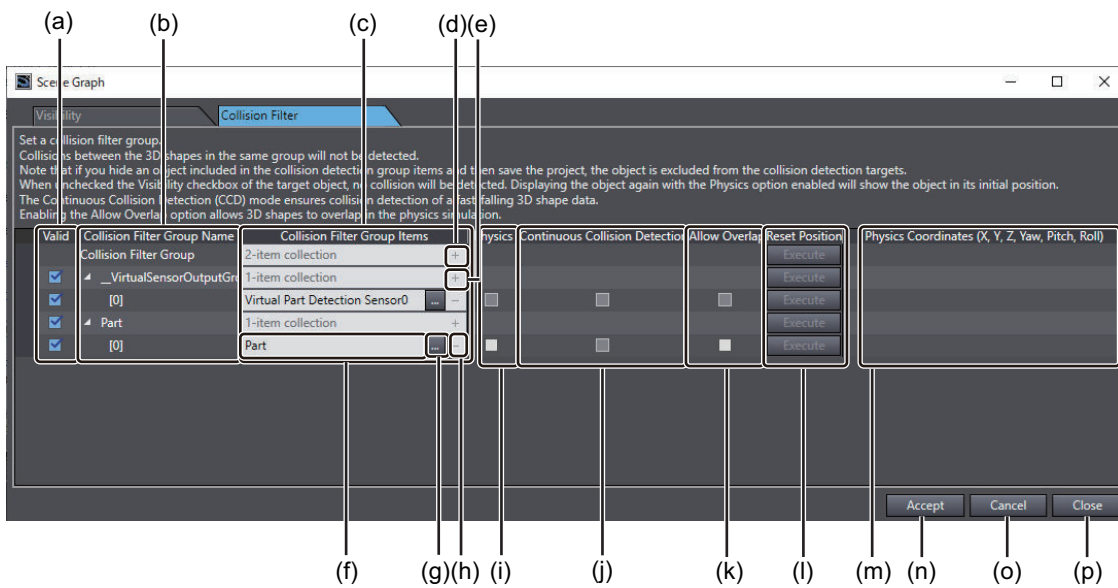 (a) (b) (c) (d) (e)
Scene Graph
Visibility Collision Filter
Set a collision filter group.
Collisions between the 3D shapes in the same group will not be detected.
Note that if you hide an object included in the collision detection group items and then save the project, the object is excluded from the collision detection targets.
When unchecked the Visibility checkbox of the target object, no collision will be detected. Displaying the object again with the Physics option enabled will show the object in its initial position.
The Continuous Collision Detection (CCD) mode ensures collision detection of a fast falling 3D shape data.
Enabling the Allow Overlap option allows 3D shapes to overlap in the physics simulation.
Valid Collision Filter Group Name Collision Filter Group Items Physics Continuous Collision Detection Allow Overlap Reset Position Physics Coordinates (X, Y, Z, Yaw, Pitch, Roll)
Collision Filter Group 2-item collection + Execute
__VirtualSensorOutputGro 1-item collection + Execute
[0] Virtual Part Detection Sensor0 ... − Execute
Part 1-item collection + Execute
[0] Part ... − Execute
Accept Cancel Close
(f) (g) (h) (i) (j) (k) (l) (m) (n) (o) (p)